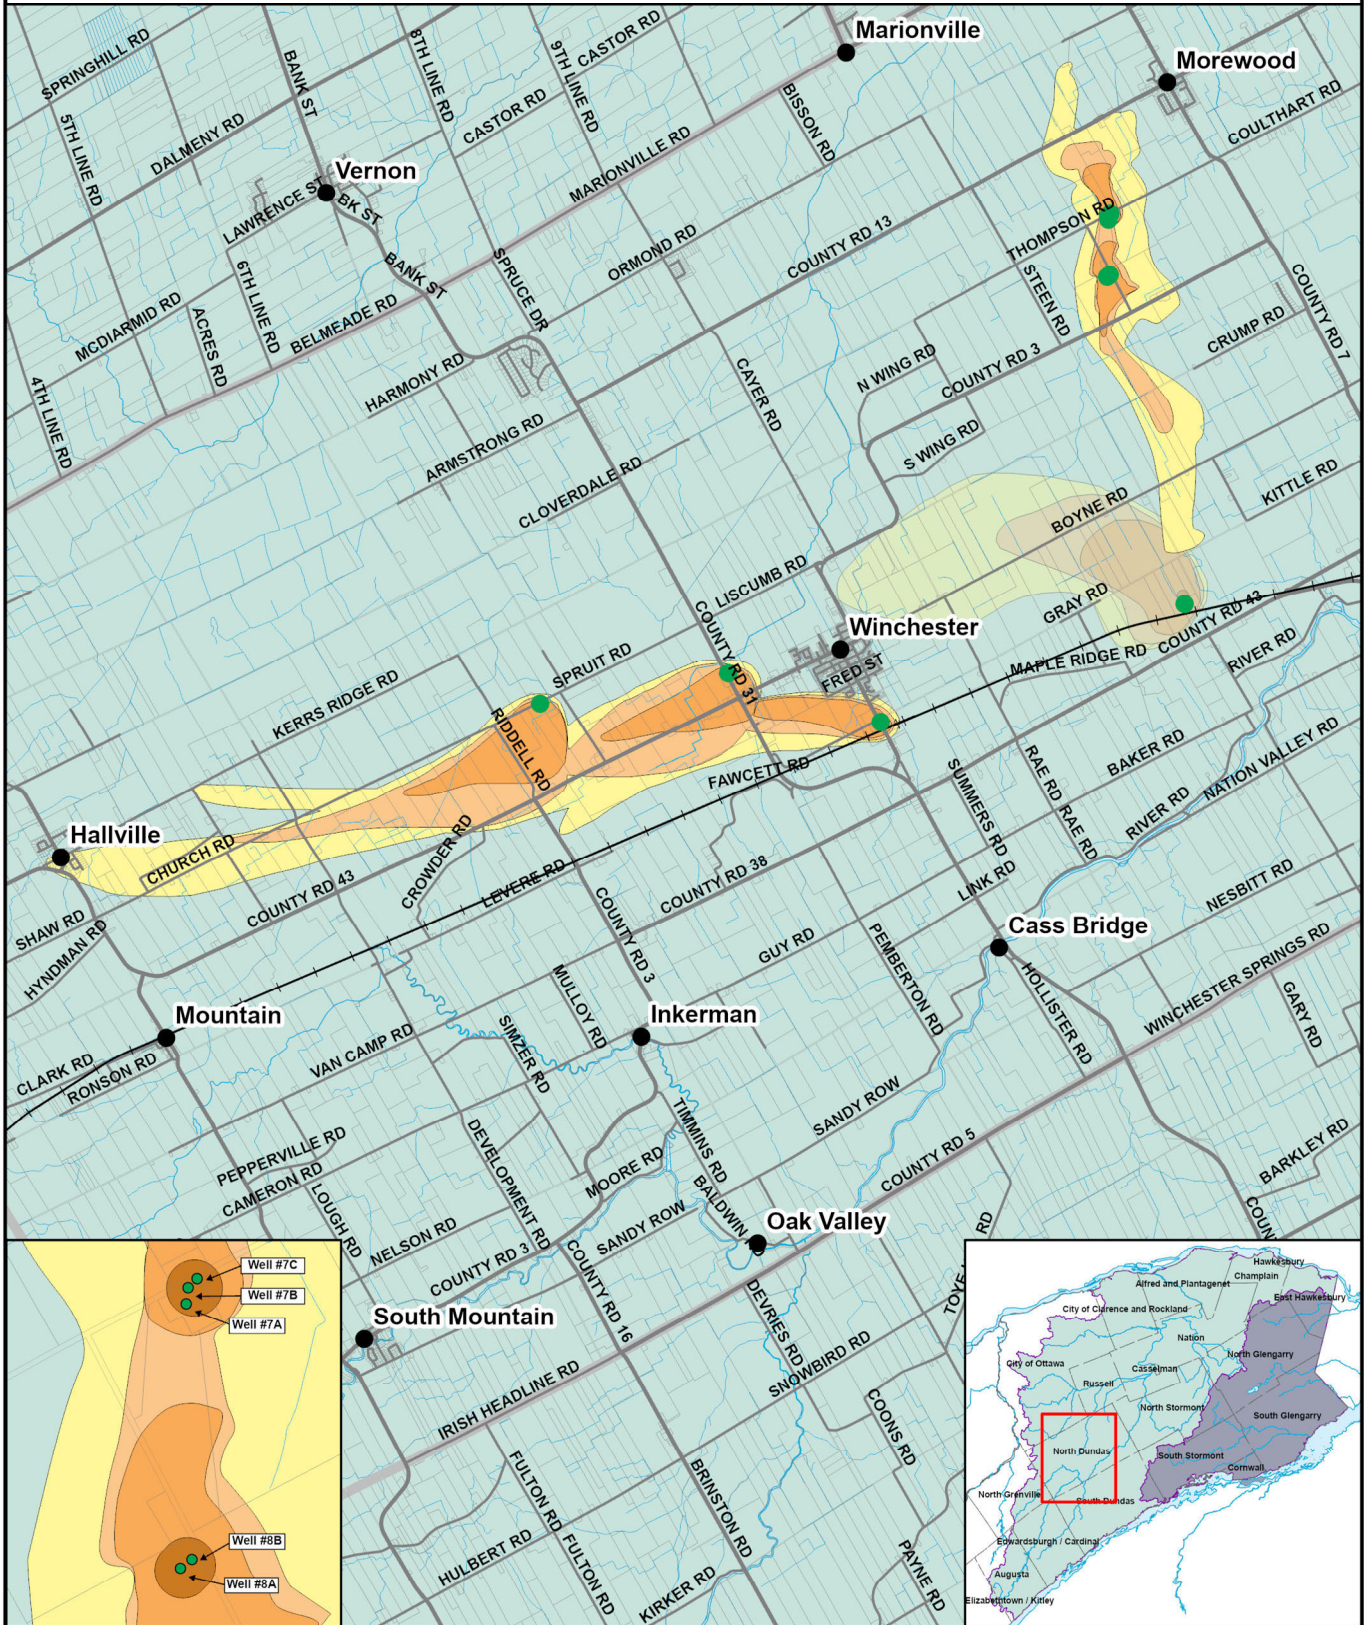 Marionville
Morewood
SPRINGHILL RD
BANK ST
8TH LINE RD
9TH LINE RD
CASTOR RD
CASTOR RD
BISSON RD
COULTHART RD
5TH LINE RD
DALMENY RD
MARIONVILLE RD
Vernon
LAWRENCE ST
BK ST
BANK ST
6TH LINE RD
SPRUCE DR
ORMOND RD
COUNTY RD 13
THOMPSON RD
STEEN RD
COUNTY RD 7
MCDIARMID RD
ACRES RD
BELMEADE RD
HARMONY RD
4TH LINE RD
CAYER RD
N WING RD
COUNTY RD 3
CRUMP RD
ARMSTRONG RD
S WING RD
CLOVERDALE RD
BOYNE RD
KITTLE RD
LISCUMB RD
COUNTY RD 31
Winchester
GRAY RD
COUNTY RD 43
FRED ST
MAPLE RIDGE RD
RIVER RD
SPRUIT RD
KERRS RIDGE RD
RIDDELL RD
FAWCETT RD
SUMMERS RD
RAE RD
RAE RD
BAKER RD
NATION VALLEY RD
RIVER RD
Hallville
CHURCH RD
CROWDER RD
COUNTY RD 43
LEVERE RD
COUNTY RD 38
LINK RD
NESBITT RD
SHAW RD
HYNDMAN RD
COUNTY RD 3
GUY RD
PEMBERTON RD
Cass Bridge
HOLLISTER RD
WINCHESTER SPRINGS RD
GARY RD
Mountain
MULLOY RD
Inkerman
SIMZER RD
VAN CAMP RD
CLARK RD
RONSON RD
SANDY ROW
TIMMINS RD
PEPPERVILLE RD
CAMERON RD
DEVELOPMENT RD
MOORE RD
BALDWIN RD
COUNTY RD 5
BARKLEY RD
LOUGH RD
NELSON RD
SANDY ROW
Oak Valley
COUNTY RD 3
COUNTY RD 16
DEVRIES RD
RD
COUN
South Mountain
SNOWBIRD RD
IRISH HEADLINE RD
COONS RD
FULTON RD
FULTON RD
BRINSTON RD
HULBERT RD
KIRKER RD
PAYNE RD
Well #7C
Well #7B
Well #7A
Well #8B
Well #8A
Hawkesbury
Champlain
Alfred and Plantagenet
East Hawkesbury
City of Clarence and Rockland
Nation
North Glengarry
City of Ottawa
Casselman
Russell
North Stormont
South Glengarry
North Dundas
South Stormont
Cornwall
North Grenville
South Dundas
Edwardsburgh / Cardinal
Augusta
Elizabethtown / Kitley